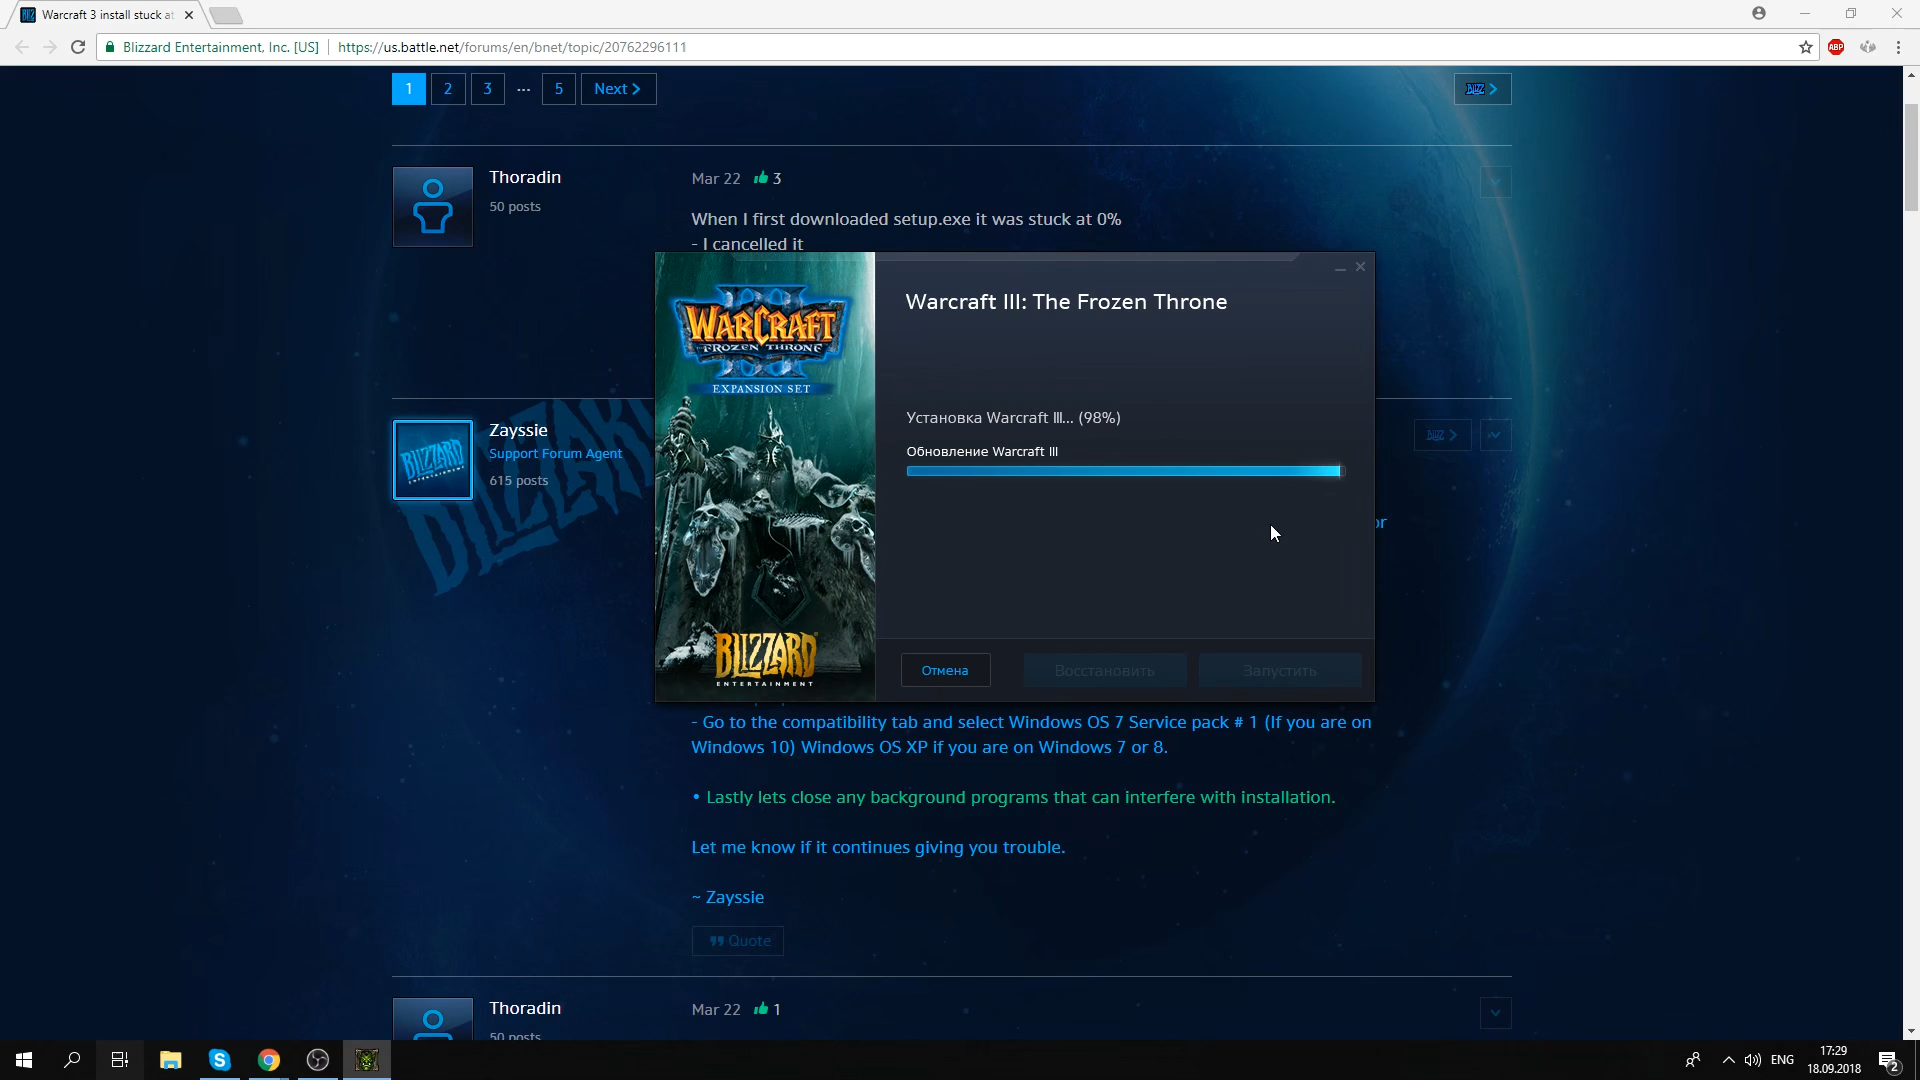 Warcraft 3 install stuck at
Blizzard Entertainment, Inc. [US]
https://us.battle.net/forums/en/bnet/topic/20762296111
ABP
1 2 3 ... 5 Next
BLIZZ
Thoradin
50 posts
Mar 22 3
When I first downloaded setup.exe it was stuck at 0%
- I cancelled it
WARCRAFT
III
FROZEN THRONE
EXPANSION SET
BLIZZARD
ENTERTAINMENT
Warcraft III: The Frozen Throne
Установка Warcraft III... (98%)
Обновление Warcraft III
Отмена Восстановить Запустить
Zayssie
Support Forum Agent
615 posts
BLIZZARD
ENTERTAINMENT
or
- Go to the compatibility tab and select Windows OS 7 Service pack # 1 (If you are on
Windows 10) Windows OS XP if you are on Windows 7 or 8.
• Lastly lets close any background programs that can interfere with installation.
Let me know if it continues giving you trouble.
~ Zayssie
Quote
Thoradin
50 posts
Mar 22 1
ENG
17:29
18.09.2018
2